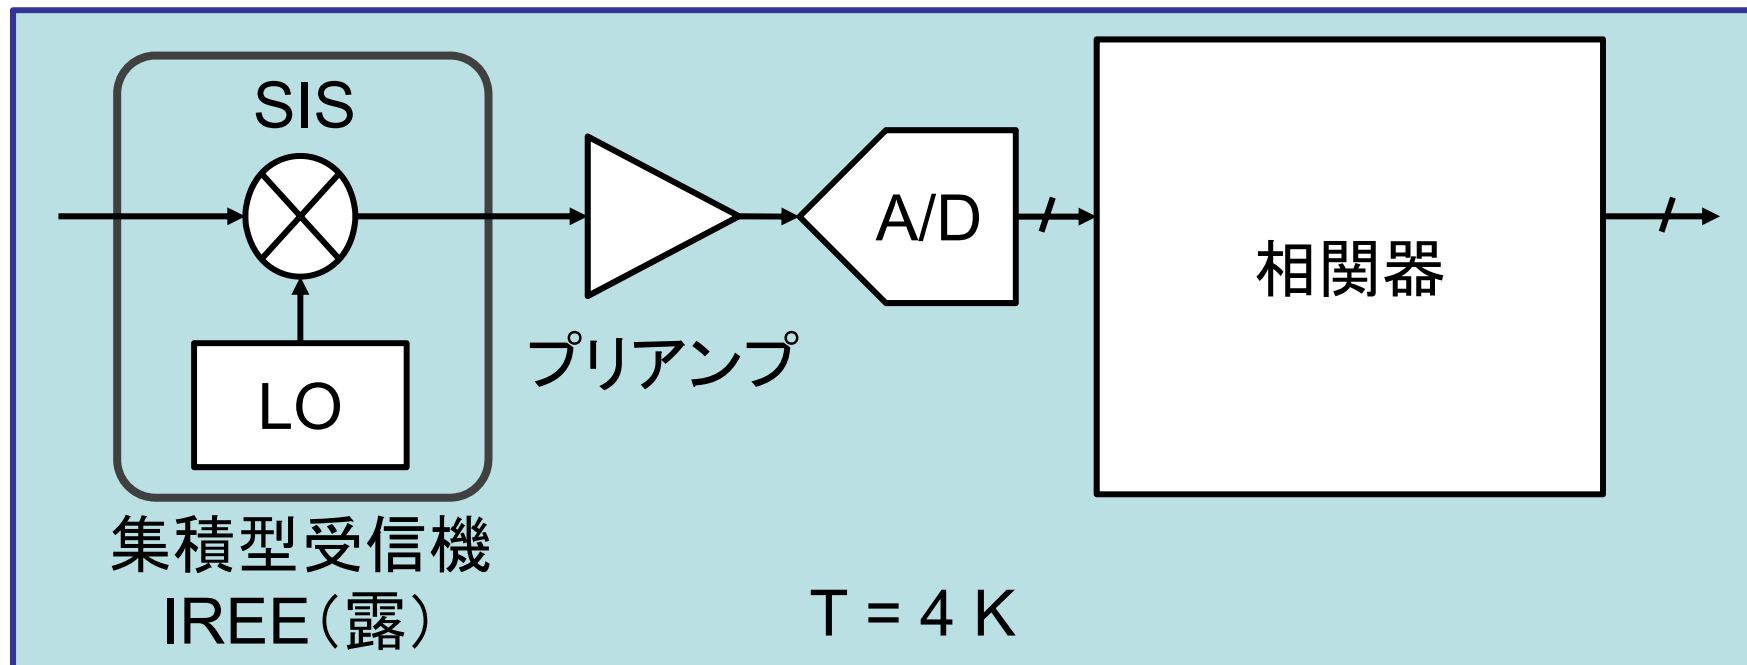 SIS
LO
プリアンプ
A/D
相関器
集積型受信機
IREE（露）
T = 4 K